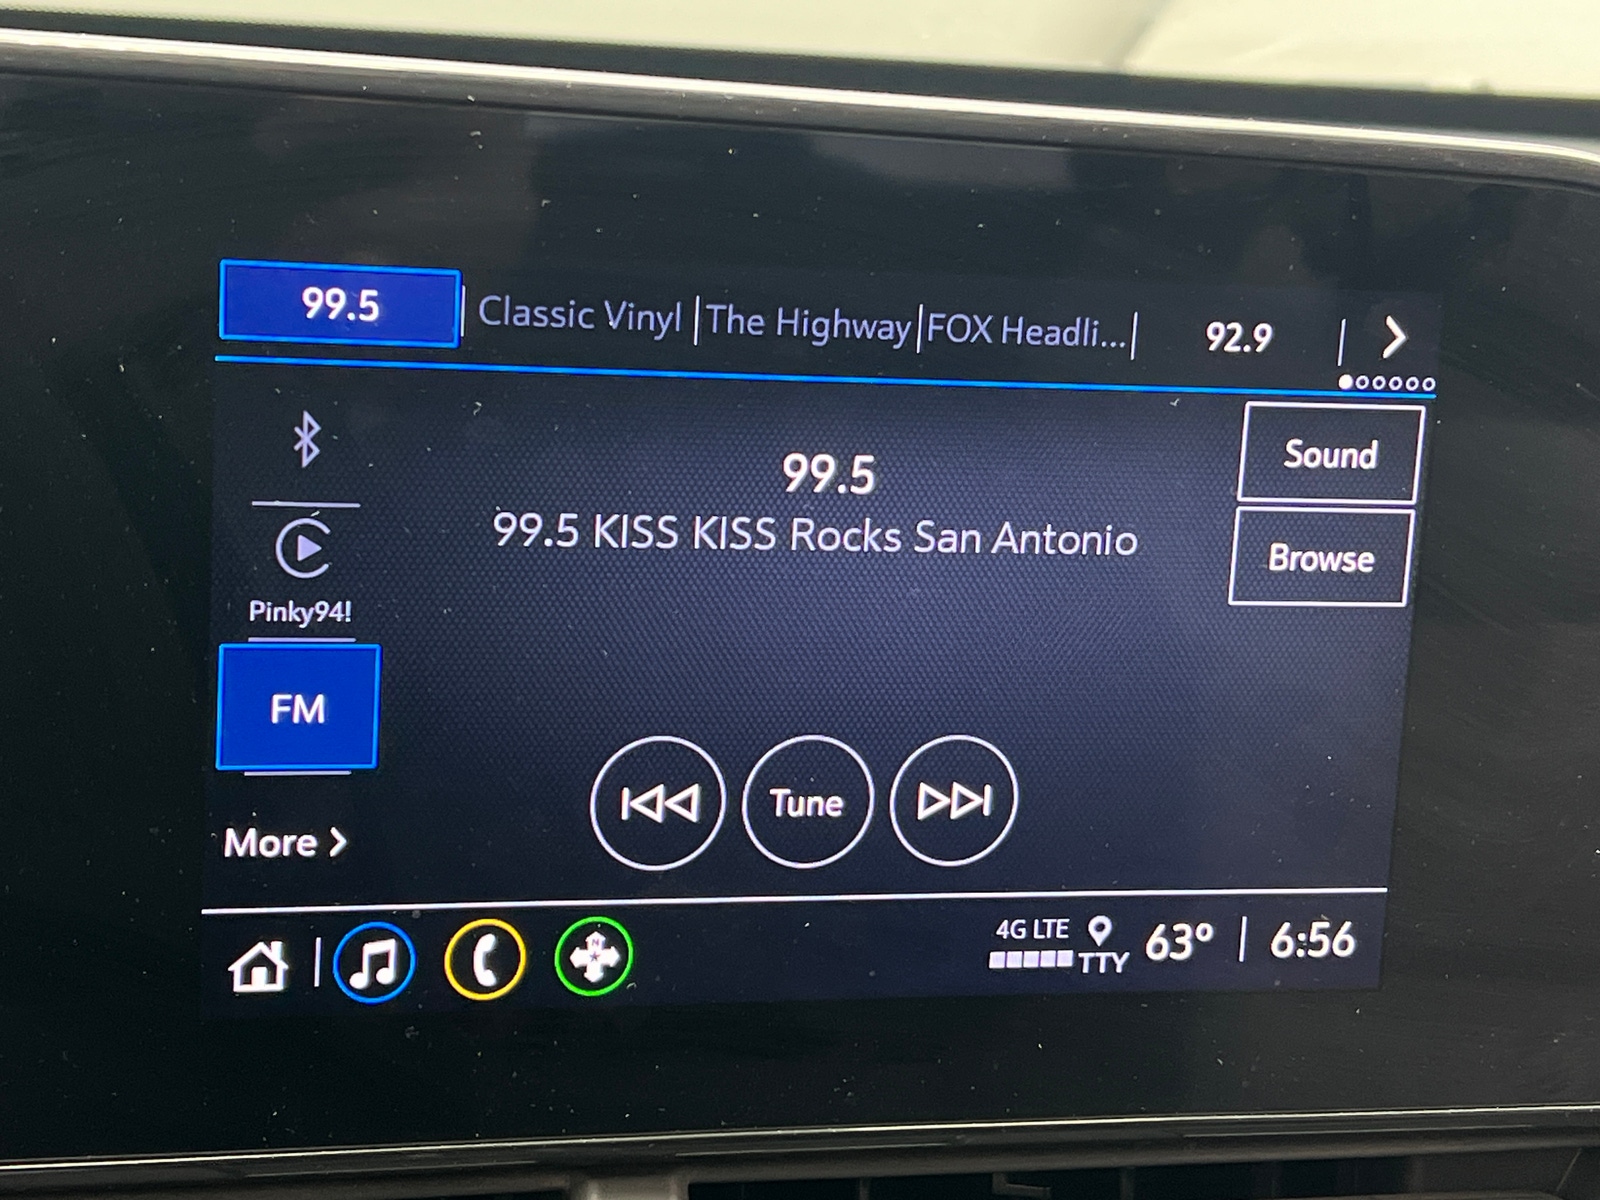 99.5 Classic Vinyl The Highway FOX Headli... 92.9
Sound
99.5
99.5 KISS KISS Rocks San Antonio
Browse
Pinky94!
FM
Tune
More
4G LTE
TTY
63° 6:56
N